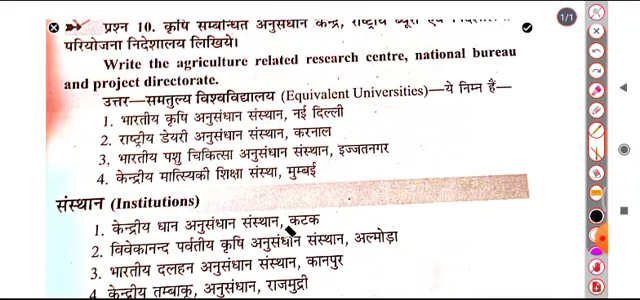 प्रश्न 10. कृषि सम्बन्धित अनुसंधान केन्द्र, राष्ट्रीय ब्यूरो एवं
परियोजना निदेशालय लिखिये।
Write the agriculture related research centre, national bureau
and project directorate.
उत्तर—समतुल्य विश्वविद्यालय (Equivalent Universities)—ये निम्न हैं—
1. भारतीय कृषि अनुसंधान संस्थान, नई दिल्ली
2. राष्ट्रीय डेयरी अनुसंधान संस्थान, करनाल
3, भारतीय पशु चिकित्सा अनुसंधान संस्थान, इज्जतनगर
4. केन्द्रीय मात्स्यिकी शिक्षा संस्था, मुम्बई
संस्थान (Institutions)
1. केन्द्रीय धान अनुसंधान संस्थान, कटक
2. विवेकानन्द पर्वतीय कृषि अनुसंधान संस्थान, अल्मोड़ा
3. भारतीय दलहन अनुसंधान संस्थान, कानपुर
4 केन्द्रीय तम्बाकू, अनुसंधान, राजमुद्री
1/1